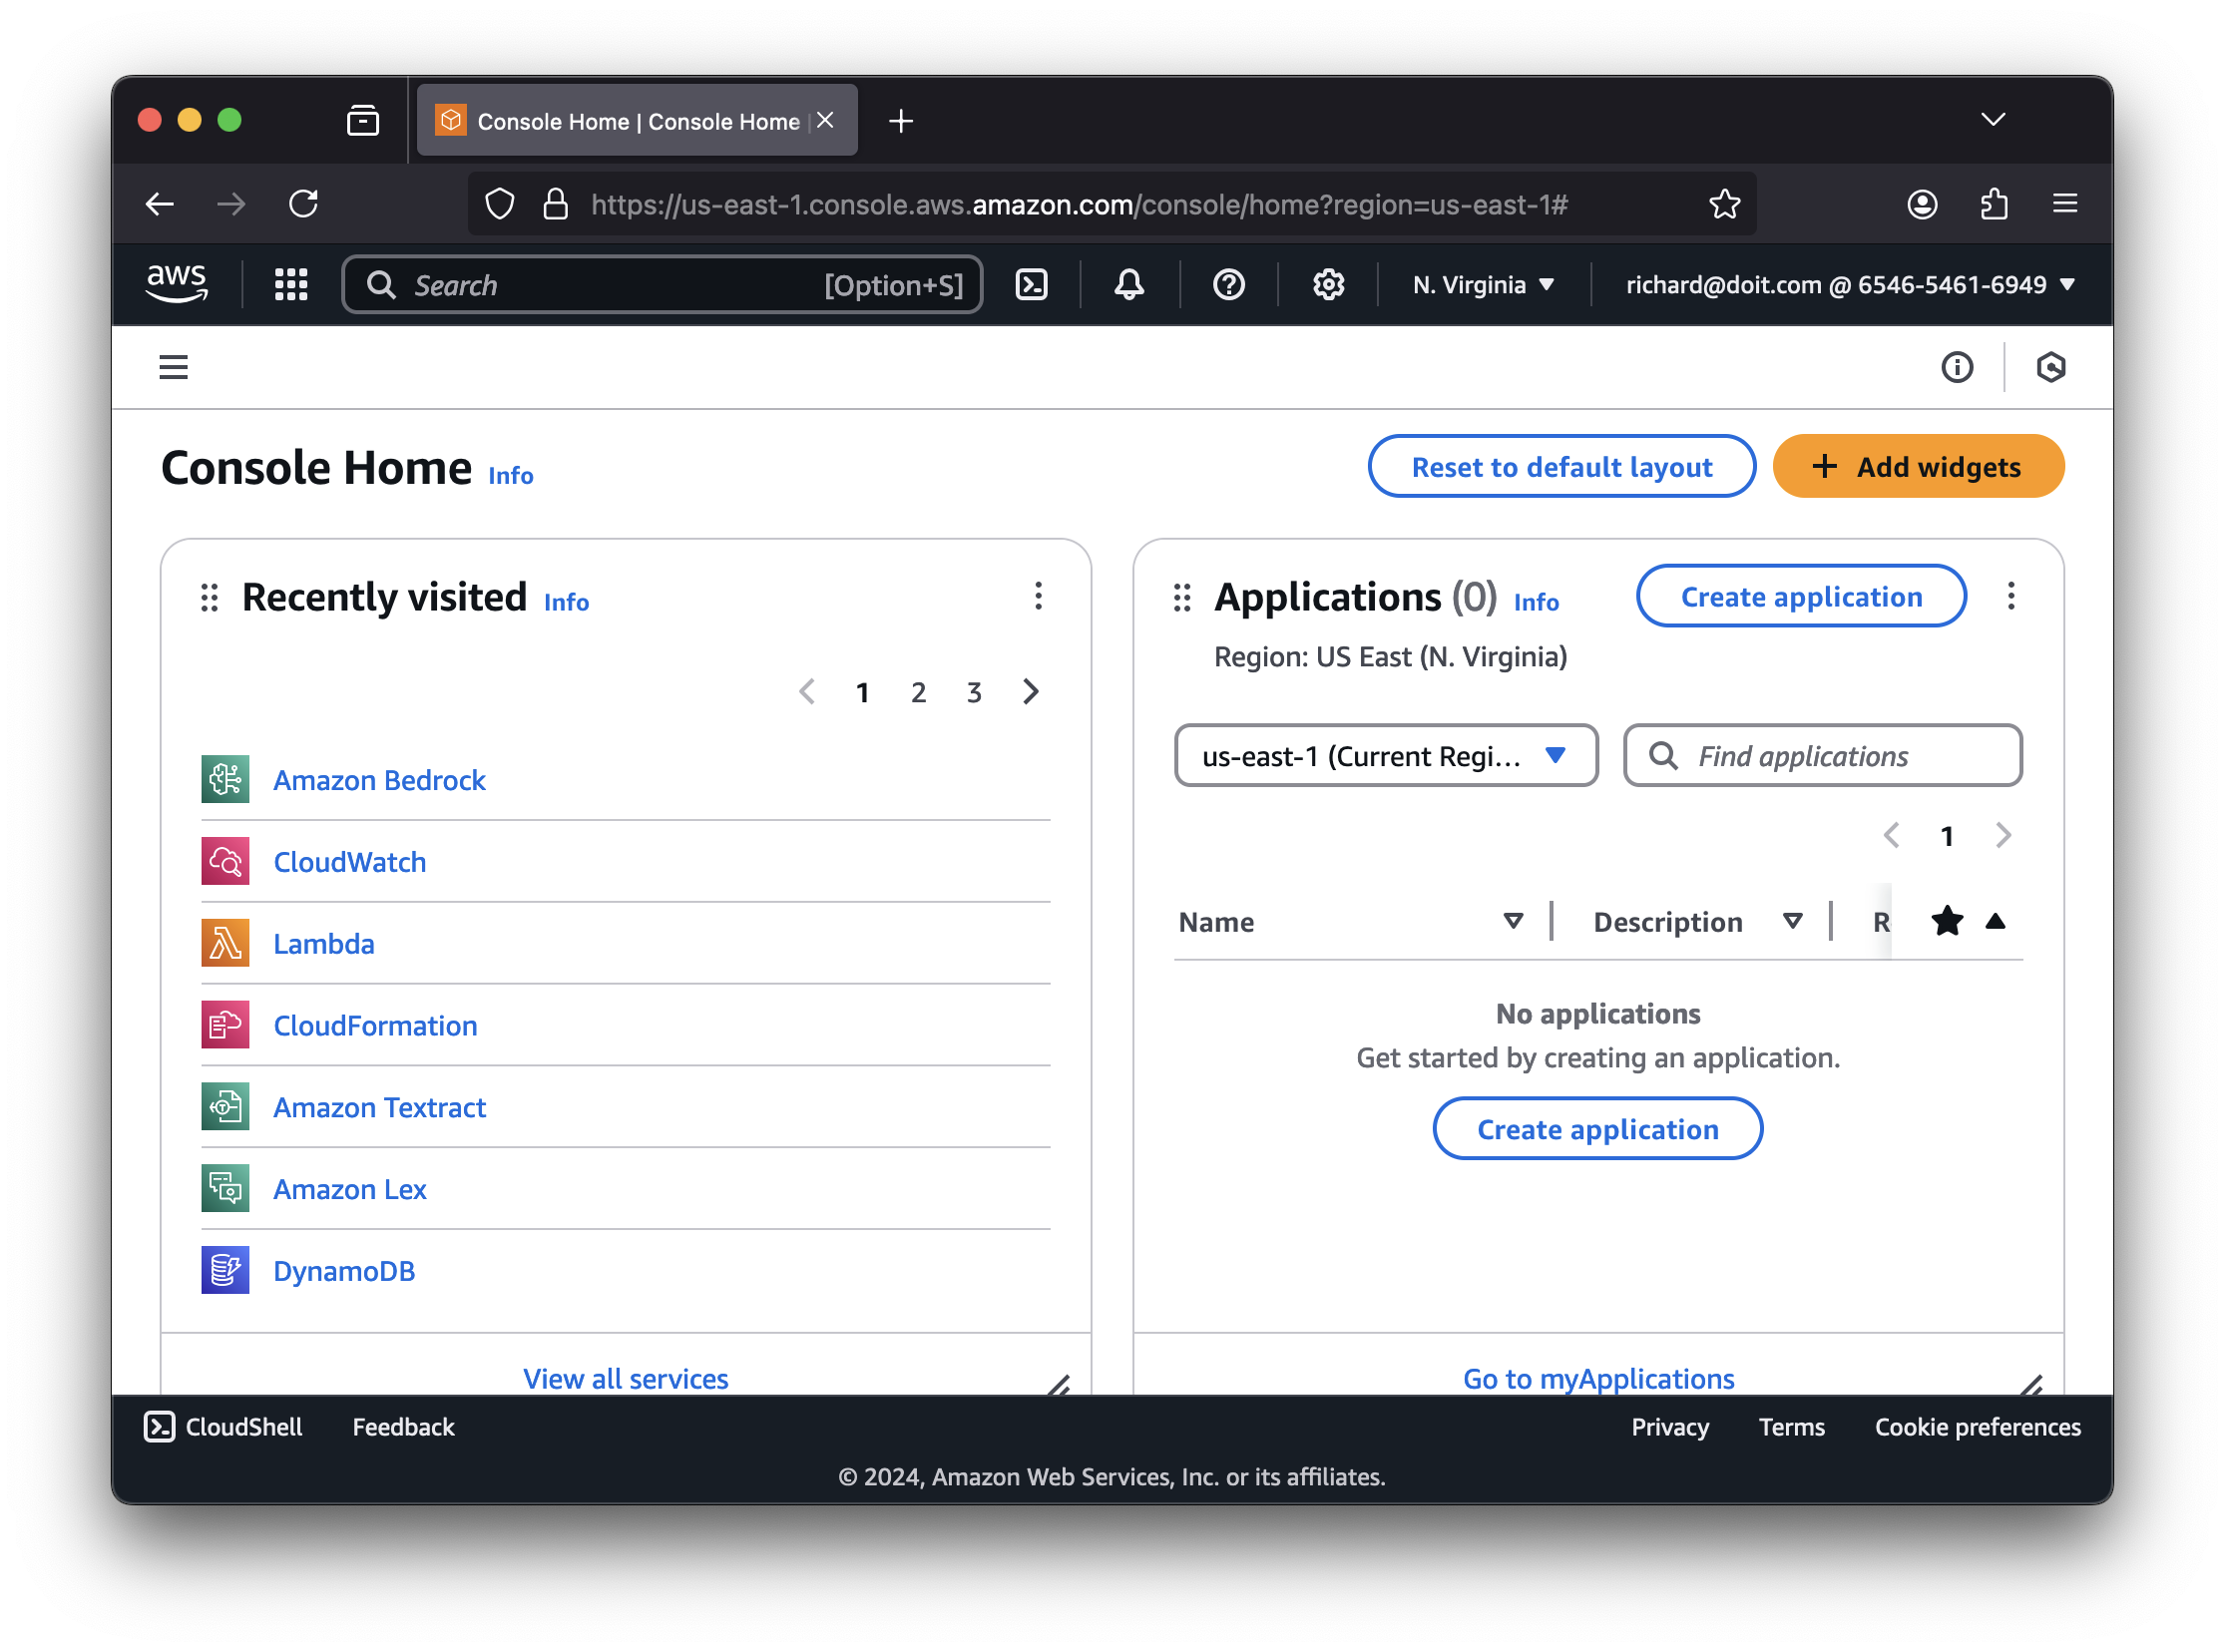 Console Home | Console Home
https://us-east-1.console.aws.amazon.com/console/home?region=us-east-1#
aws
Search [Option+S]
N. Virginia
richard@doit.com @ 6546-5461-6949
Console Home Info
Reset to default layout
Add widgets
Recently visited Info
1 2 3
Amazon Bedrock
CloudWatch
Lambda
CloudFormation
Amazon Textract
Amazon Lex
DynamoDB
View all services
Applications (0) Info
Create application
Region: US East (N. Virginia)
us-east-1 (Current Regi...
Find applications
1
Name Description R
No applications
Get started by creating an application.
Create application
Go to myApplications
CloudShell Feedback
Privacy Terms Cookie preferences
© 2024, Amazon Web Services, Inc. or its affiliates.